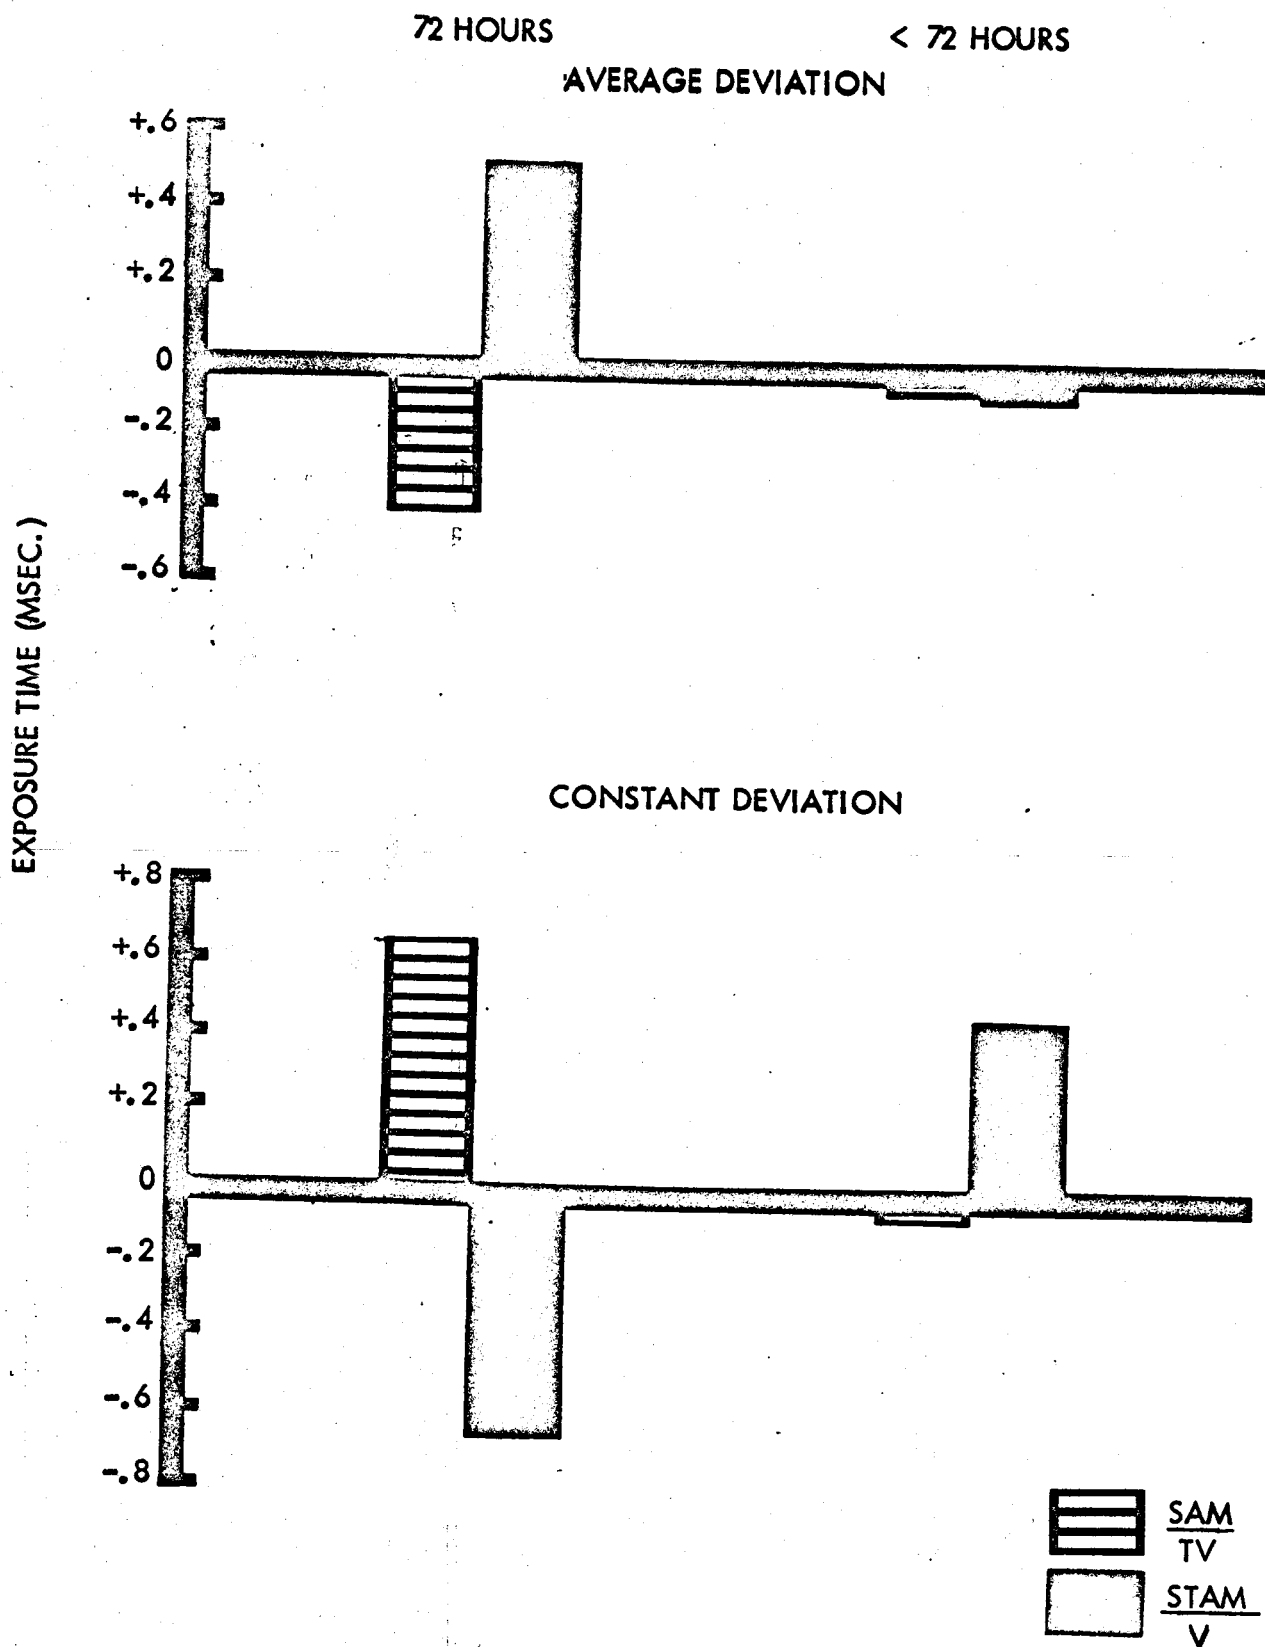 72 HOURS
< 72 HOURS
AVERAGE DEVIATION
+.6
+.4
+.2
0
-.2
-.4
-.6
EXPOSURE TIME (MSEC.)
CONSTANT DEVIATION
+.8
+.6
+.4
+.2
0
-.2
-.4
-.6
-.8
SAM
TV
STAM
V